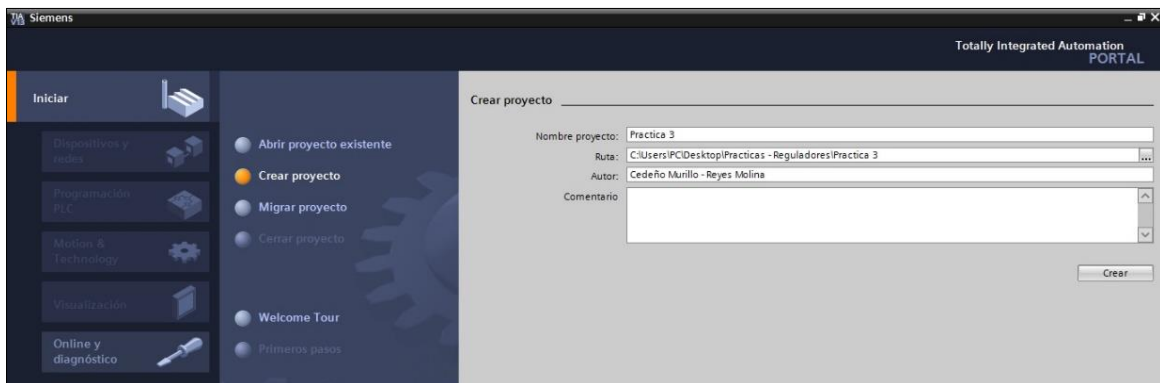 TIA
Siemens
Totally Integrated Automation
PORTAL
Iniciar
Dispositivos y
redes
Programación
PLC
Motion &
Technology
Visualización
Online y
diagnóstico
Abrir proyecto existente
Crear proyecto
Migrar proyecto
Cerrar proyecto
Welcome Tour
Primeros pasos
Crear proyecto
Nombre proyecto: Practica 3
Ruta: C:\Users\PC\Desktop\Practicas - Reguladores\Practica 3 ...
Autor: Cedeño Murillo - Reyes Molina
Comentario
Crear